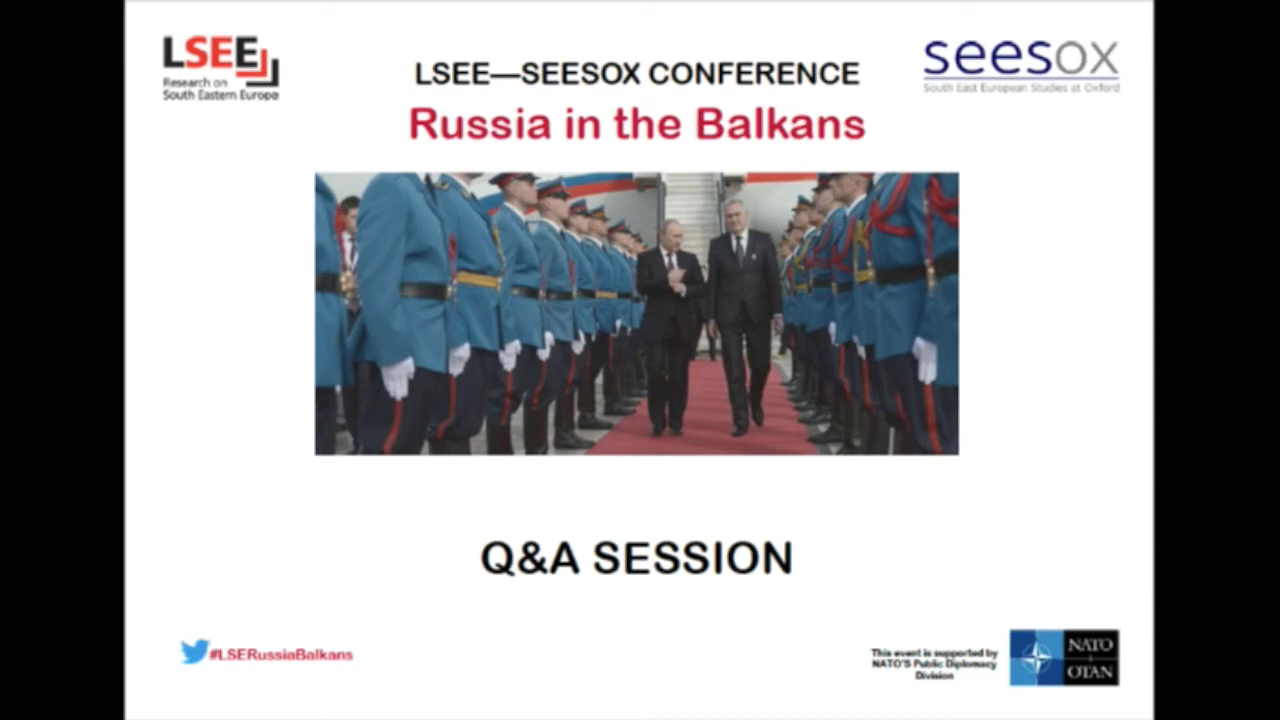 LSEE
Research on
South Eastern Europe
LSEE—SEESOX CONFERENCE
Russia in the Balkans
seesox
South East European Studies at Oxford
Q&A SESSION
#LSERussiaBalkans
This event is supported by
NATO'S Public Diplomacy
Division
NATO
OTAN